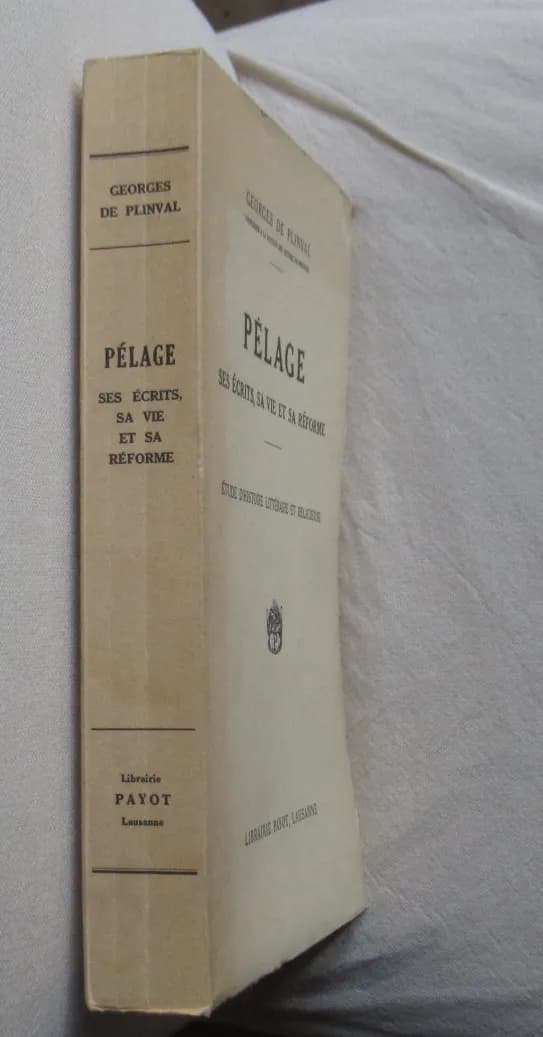 GEORGES
DE PLINVAL
PÉLAGE
SES ÉCRITS,
SA VIE
ET SA
RÉFORME
Librairie
PAYOT
Lausanne
GEORGES DE PLINVAL
PÉLAGE
SES ÉCRITS, SA VIE ET SA RÉFORME
ÉTUDE D'HISTOIRE LITTÉRAIRE ET RELIGIEUSE
LIBRAIRIE PAYOT, LAUSANNE